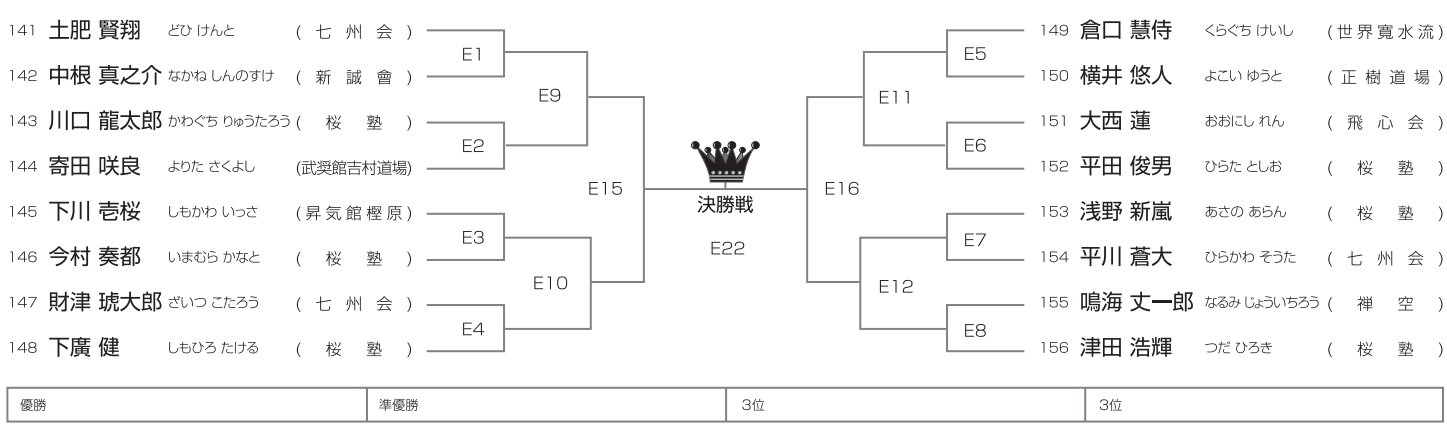 141 土肥 賢翔 どひ けんと ( 七 州 会 )
142 中根 真之介 なかね しんのすけ ( 新 誠 會 )
143 川口 龍太郎 かわぐち りゅうたろう ( 桜 塾 )
144 寄田 咲良 よりた さくよし (武奨館吉村道場)
145 下川 壱桜 しもかわ いっさ (昇気館樫原)
146 今村 奏都 いまむら かなと ( 桜 塾 )
147 財津 琥大郎 ざいつ こたろう ( 七 州 会 )
148 下廣 健 しもひろ たける ( 桜 塾 )
E1
E2
E3
E4
E9
E10
E15
決勝戦
E22
E16
E11
E12
E5
E6
E7
E8
149 倉口 慧侍 くらぐち けいし (世界寛水流)
150 横井 悠人 よこい ゆうと ( 正 樹 道 場 )
151 大西 蓮 おおにし れん ( 飛 心 会 )
152 平田 俊男 ひらた としお ( 桜 塾 )
153 浅野 新嵐 あさの あらん ( 桜 塾 )
154 平川 蒼大 ひらかわ そうた ( 七 州 会 )
155 鳴海 丈一郎 なるみ じょういちろう ( 禅 空 )
156 津田 浩輝 つだ ひろき ( 桜 塾 )
優勝 準優勝 3位 3位